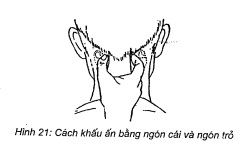 Hình 21: Cách khấu ấn bằng ngón cái và ngón trỏ